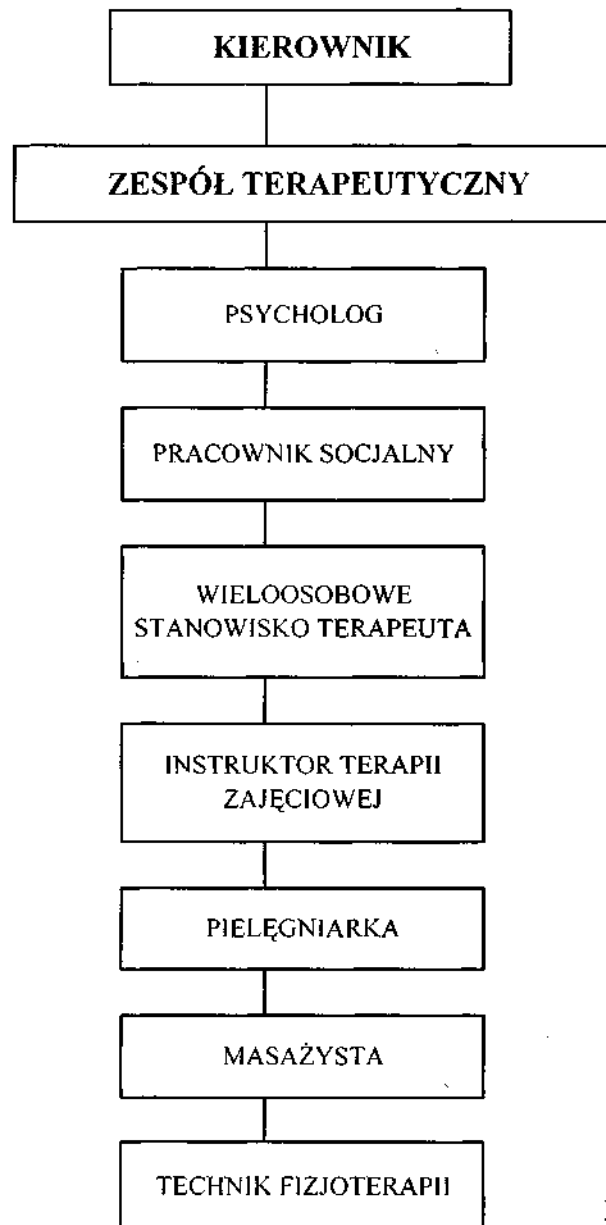 KIEROWNIK
ZESPÓŁ TERAPEUTYCZNY
PSYCHOLOG
PRACOWNIK SOCJALNY
WIELOOSOBOWE
STANOWISKO TERAPEUTA
INSTRUKTOR TERAPII
ZAJĘCIOWEJ
PIELĘGNIARKA
MASAŻYSTA
TECHNIK FIZJOTERAPII